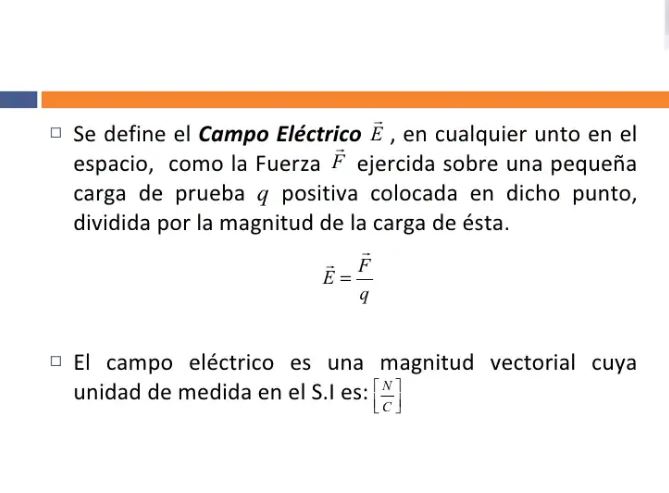 □ Se define el Campo Eléctrico \vec{E} , en cualquier unto en el
espacio, como la Fuerza \vec{F} ejercida sobre una pequeña
carga de prueba q positiva colocada en dicho punto,
dividida por la magnitud de la carga de ésta.
\vec{E} = \frac{\vec{F}}{q}
□ El campo eléctrico es una magnitud vectorial cuya
unidad de medida en el S.I es: \left[\frac{N}{C}\right]